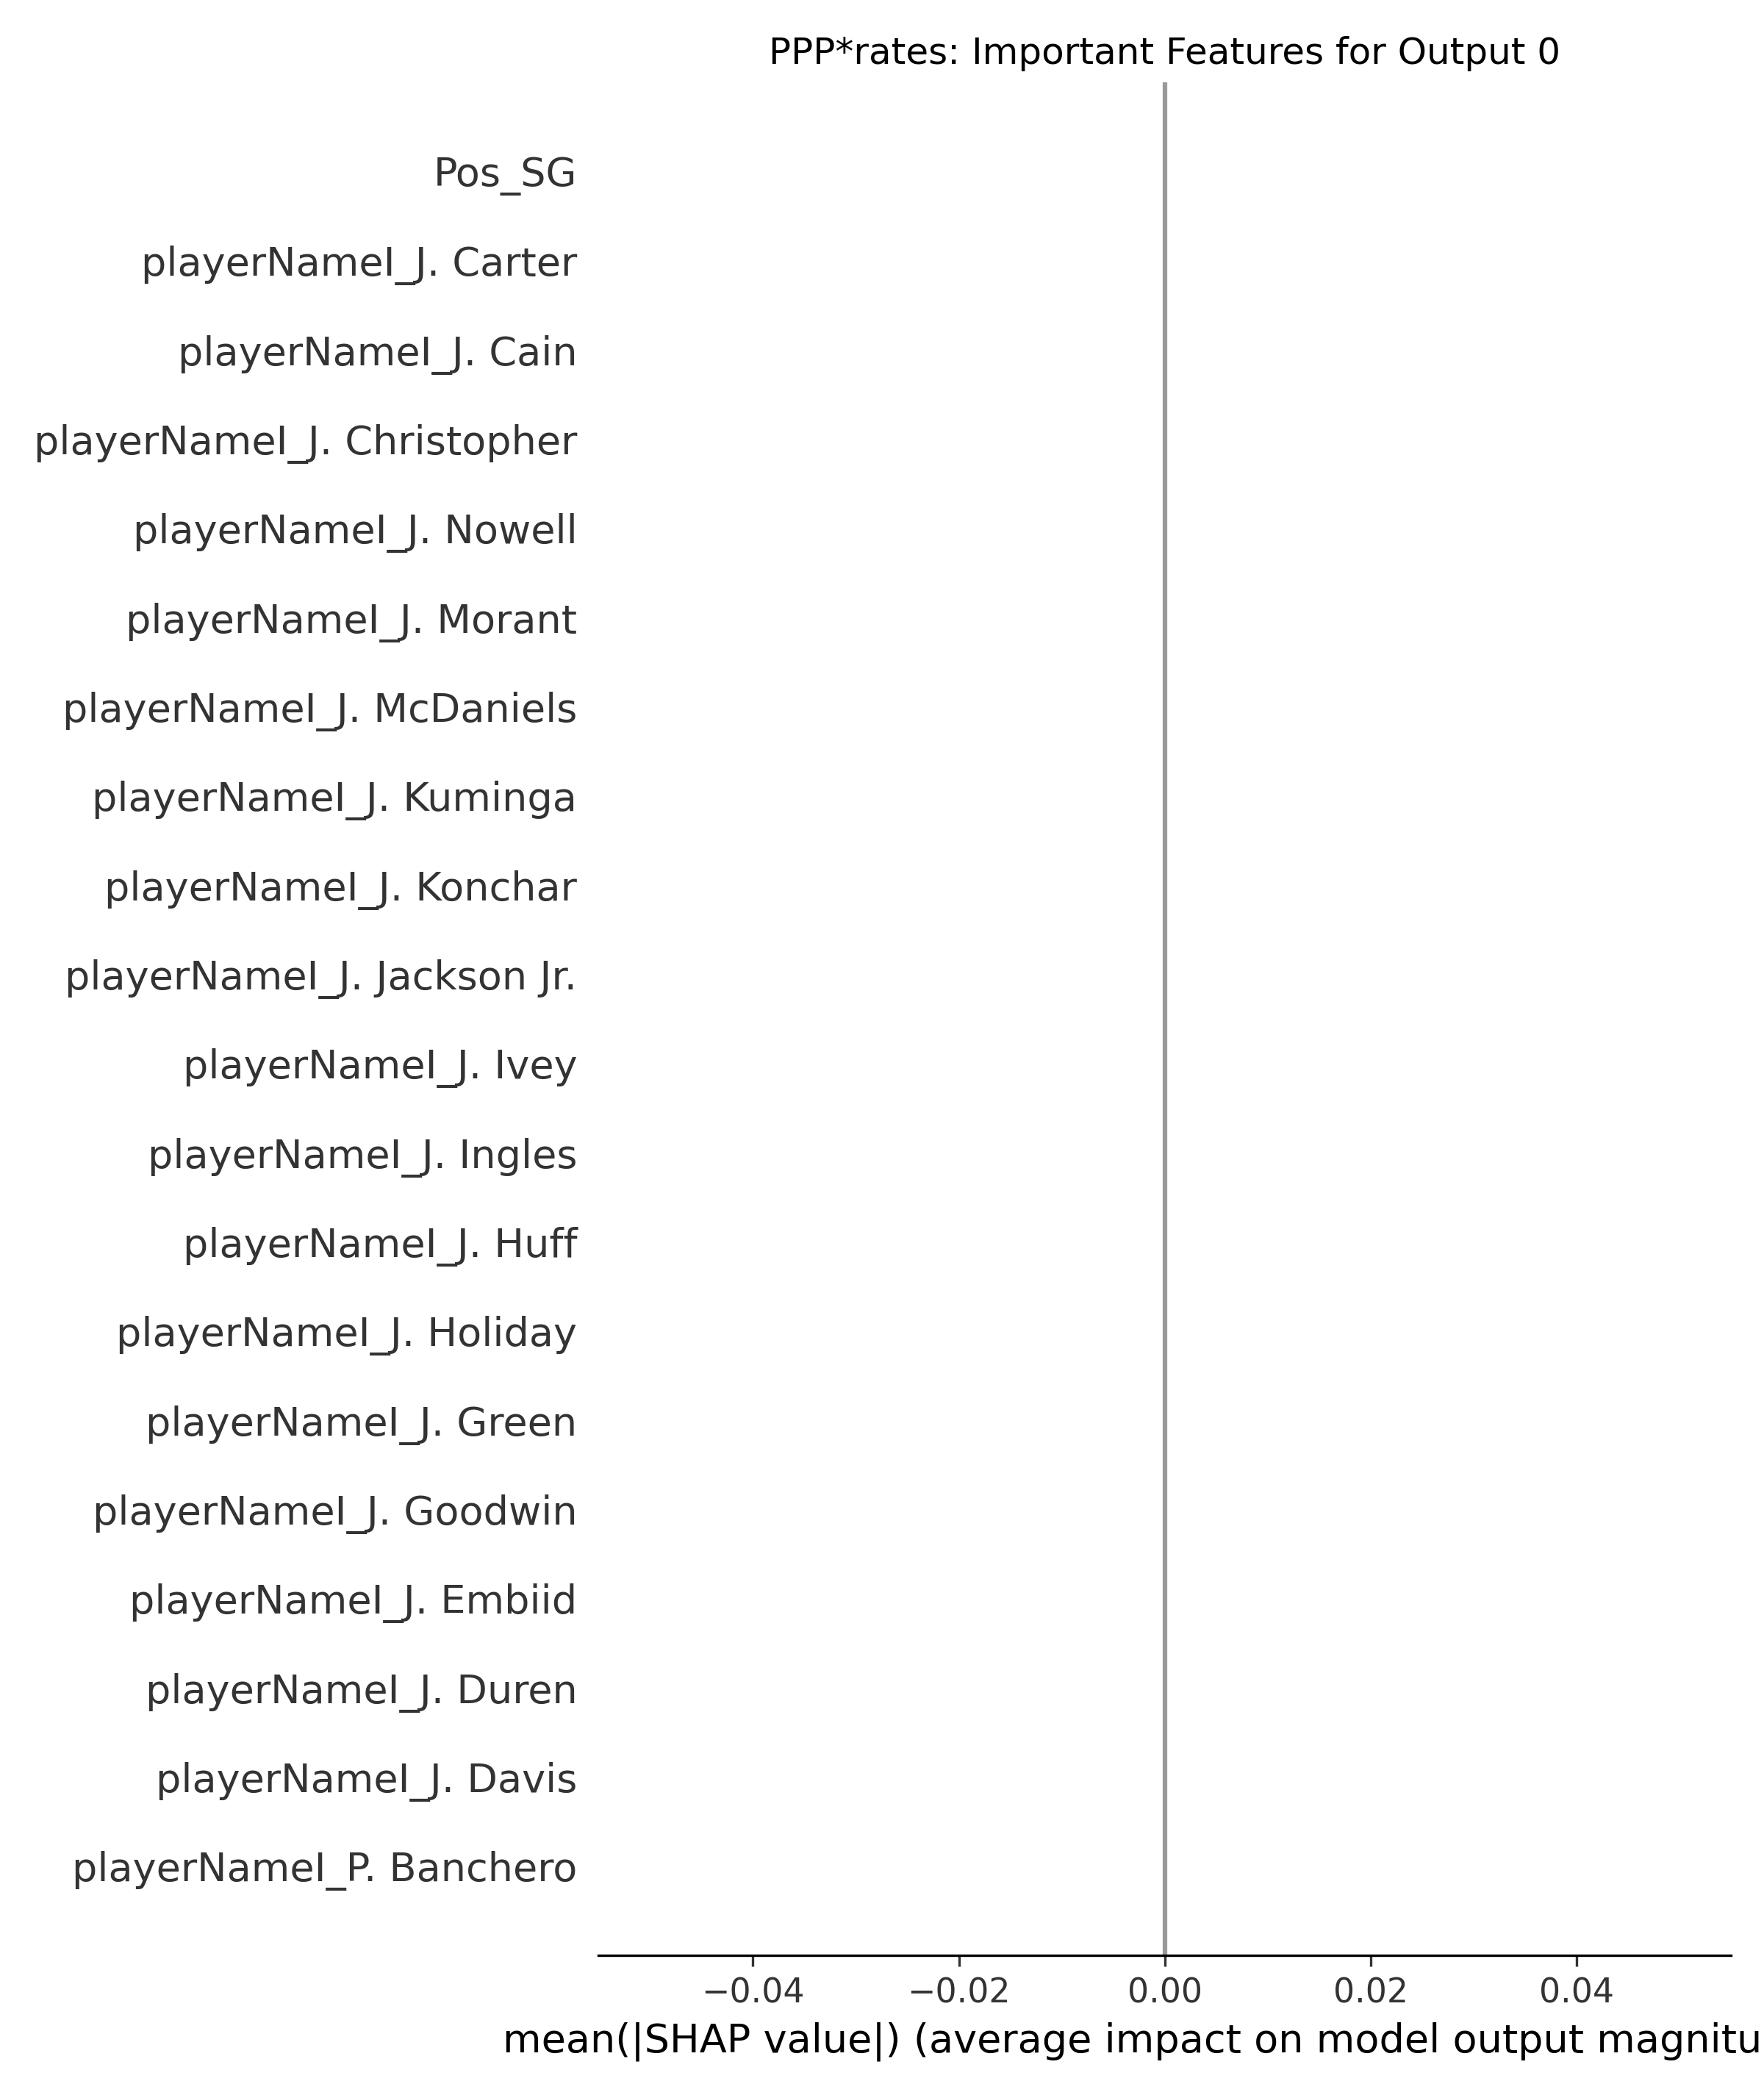 PPP*rates: Important Features for Output 0
Pos_SG
playerNameI_J. Carter
playerNameI_J. Cain
playerNameI_J. Christopher
playerNameI_J. Nowell
playerNameI_J. Morant
playerNameI_J. McDaniels
playerNameI_J. Kuminga
playerNameI_J. Konchar
playerNameI_J. Jackson Jr.
playerNameI_J. Ivey
playerNameI_J. Ingles
playerNameI_J. Huff
playerNameI_J. Holiday
playerNameI_J. Green
playerNameI_J. Goodwin
playerNameI_J. Embiid
playerNameI_J. Duren
playerNameI_J. Davis
playerNameI_P. Banchero
−0.04 −0.02 0.00 0.02 0.04
mean(|SHAP value|) (average impact on model output magnitu